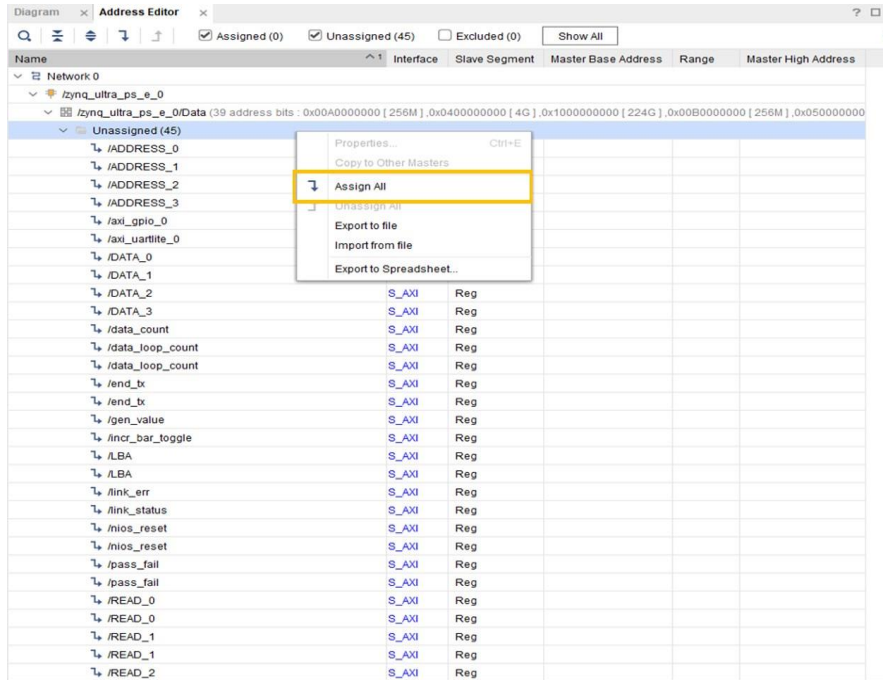 Diagram × Address Editor × ? □
Assigned (0) Unassigned (45) Excluded (0) Show All
Name ^1 Interface Slave Segment Master Base Address Range Master High Address
Network 0
/zynq_ultra_ps_e_0
/zynq_ultra_ps_e_0/Data (39 address bits : 0x00A0000000 [ 256M ] ,0x0400000000 [ 4G ] ,0x1000000000 [ 224G ] ,0x00B0000000 [ 256M ] ,0x050000000
Unassigned (45)
/ADDRESS_0
/ADDRESS_1
/ADDRESS_2
/ADDRESS_3
/axi_gpio_0
/axi_uartlite_0
/DATA_0
/DATA_1
Properties... Ctrl+E
Copy to Other Masters
Assign All
Unassign All
Export to file
Import from file
Export to Spreadsheet...
/DATA_2 S_AXI Reg
/DATA_3 S_AXI Reg
/data_count S_AXI Reg
/data_loop_count S_AXI Reg
/data_loop_count S_AXI Reg
/end_tx S_AXI Reg
/end_tx S_AXI Reg
/gen_value S_AXI Reg
/incr_bar_toggle S_AXI Reg
/LBA S_AXI Reg
/LBA S_AXI Reg
/link_err S_AXI Reg
/link_status S_AXI Reg
/nios_reset S_AXI Reg
/nios_reset S_AXI Reg
/pass_fail S_AXI Reg
/pass_fail S_AXI Reg
/READ_0 S_AXI Reg
/READ_0 S_AXI Reg
/READ_1 S_AXI Reg
/READ_1 S_AXI Reg
/READ_2 S_AXI Reg